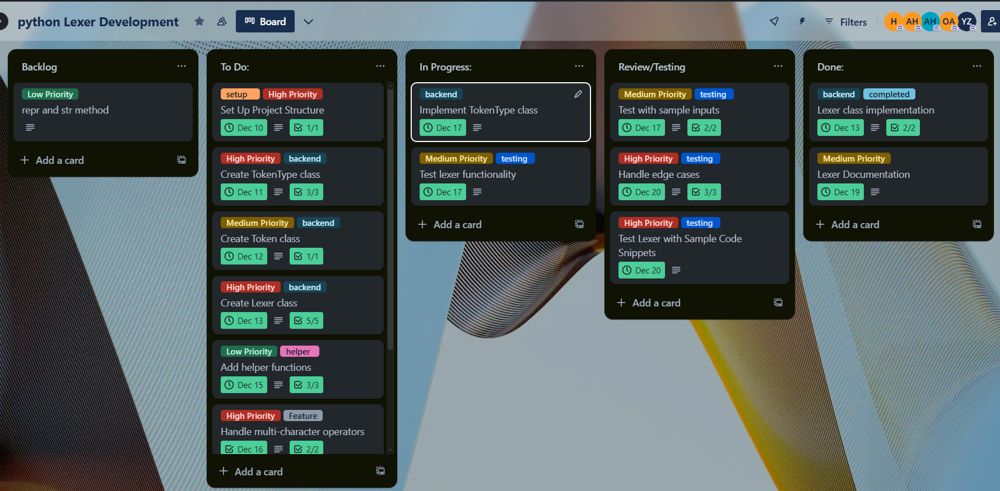 python Lexer Development
Board
Filters
H AH AH OA YZ
Backlog
Low Priority
repr and str method
Add a card
To Do:
setup High Priority
Set Up Project Structure
Dec 10 1/1
High Priority backend
Create TokenType class
Dec 11 3/3
Medium Priority backend
Create Token class
Dec 12 1/1
High Priority backend
Create Lexer class
Dec 13 5/5
Low Priority helper
Add helper functions
Dec 15 3/3
High Priority Feature
Handle multi-character operators
Dec 16 2/2
Add a card
In Progress:
backend
Implement TokenType class
Dec 17
Medium Priority testing
Test lexer functionality
Dec 17
Add a card
Review/Testing
Medium Priority testing
Test with sample inputs
Dec 17 2/2
High Priority testing
Handle edge cases
Dec 20 3/3
High Priority testing
Test Lexer with Sample Code
Snippets
Dec 20
Add a card
Done:
backend completed
Lexer class implementation
Dec 13 2/2
Medium Priority
Lexer Documentation
Dec 19
Add a card